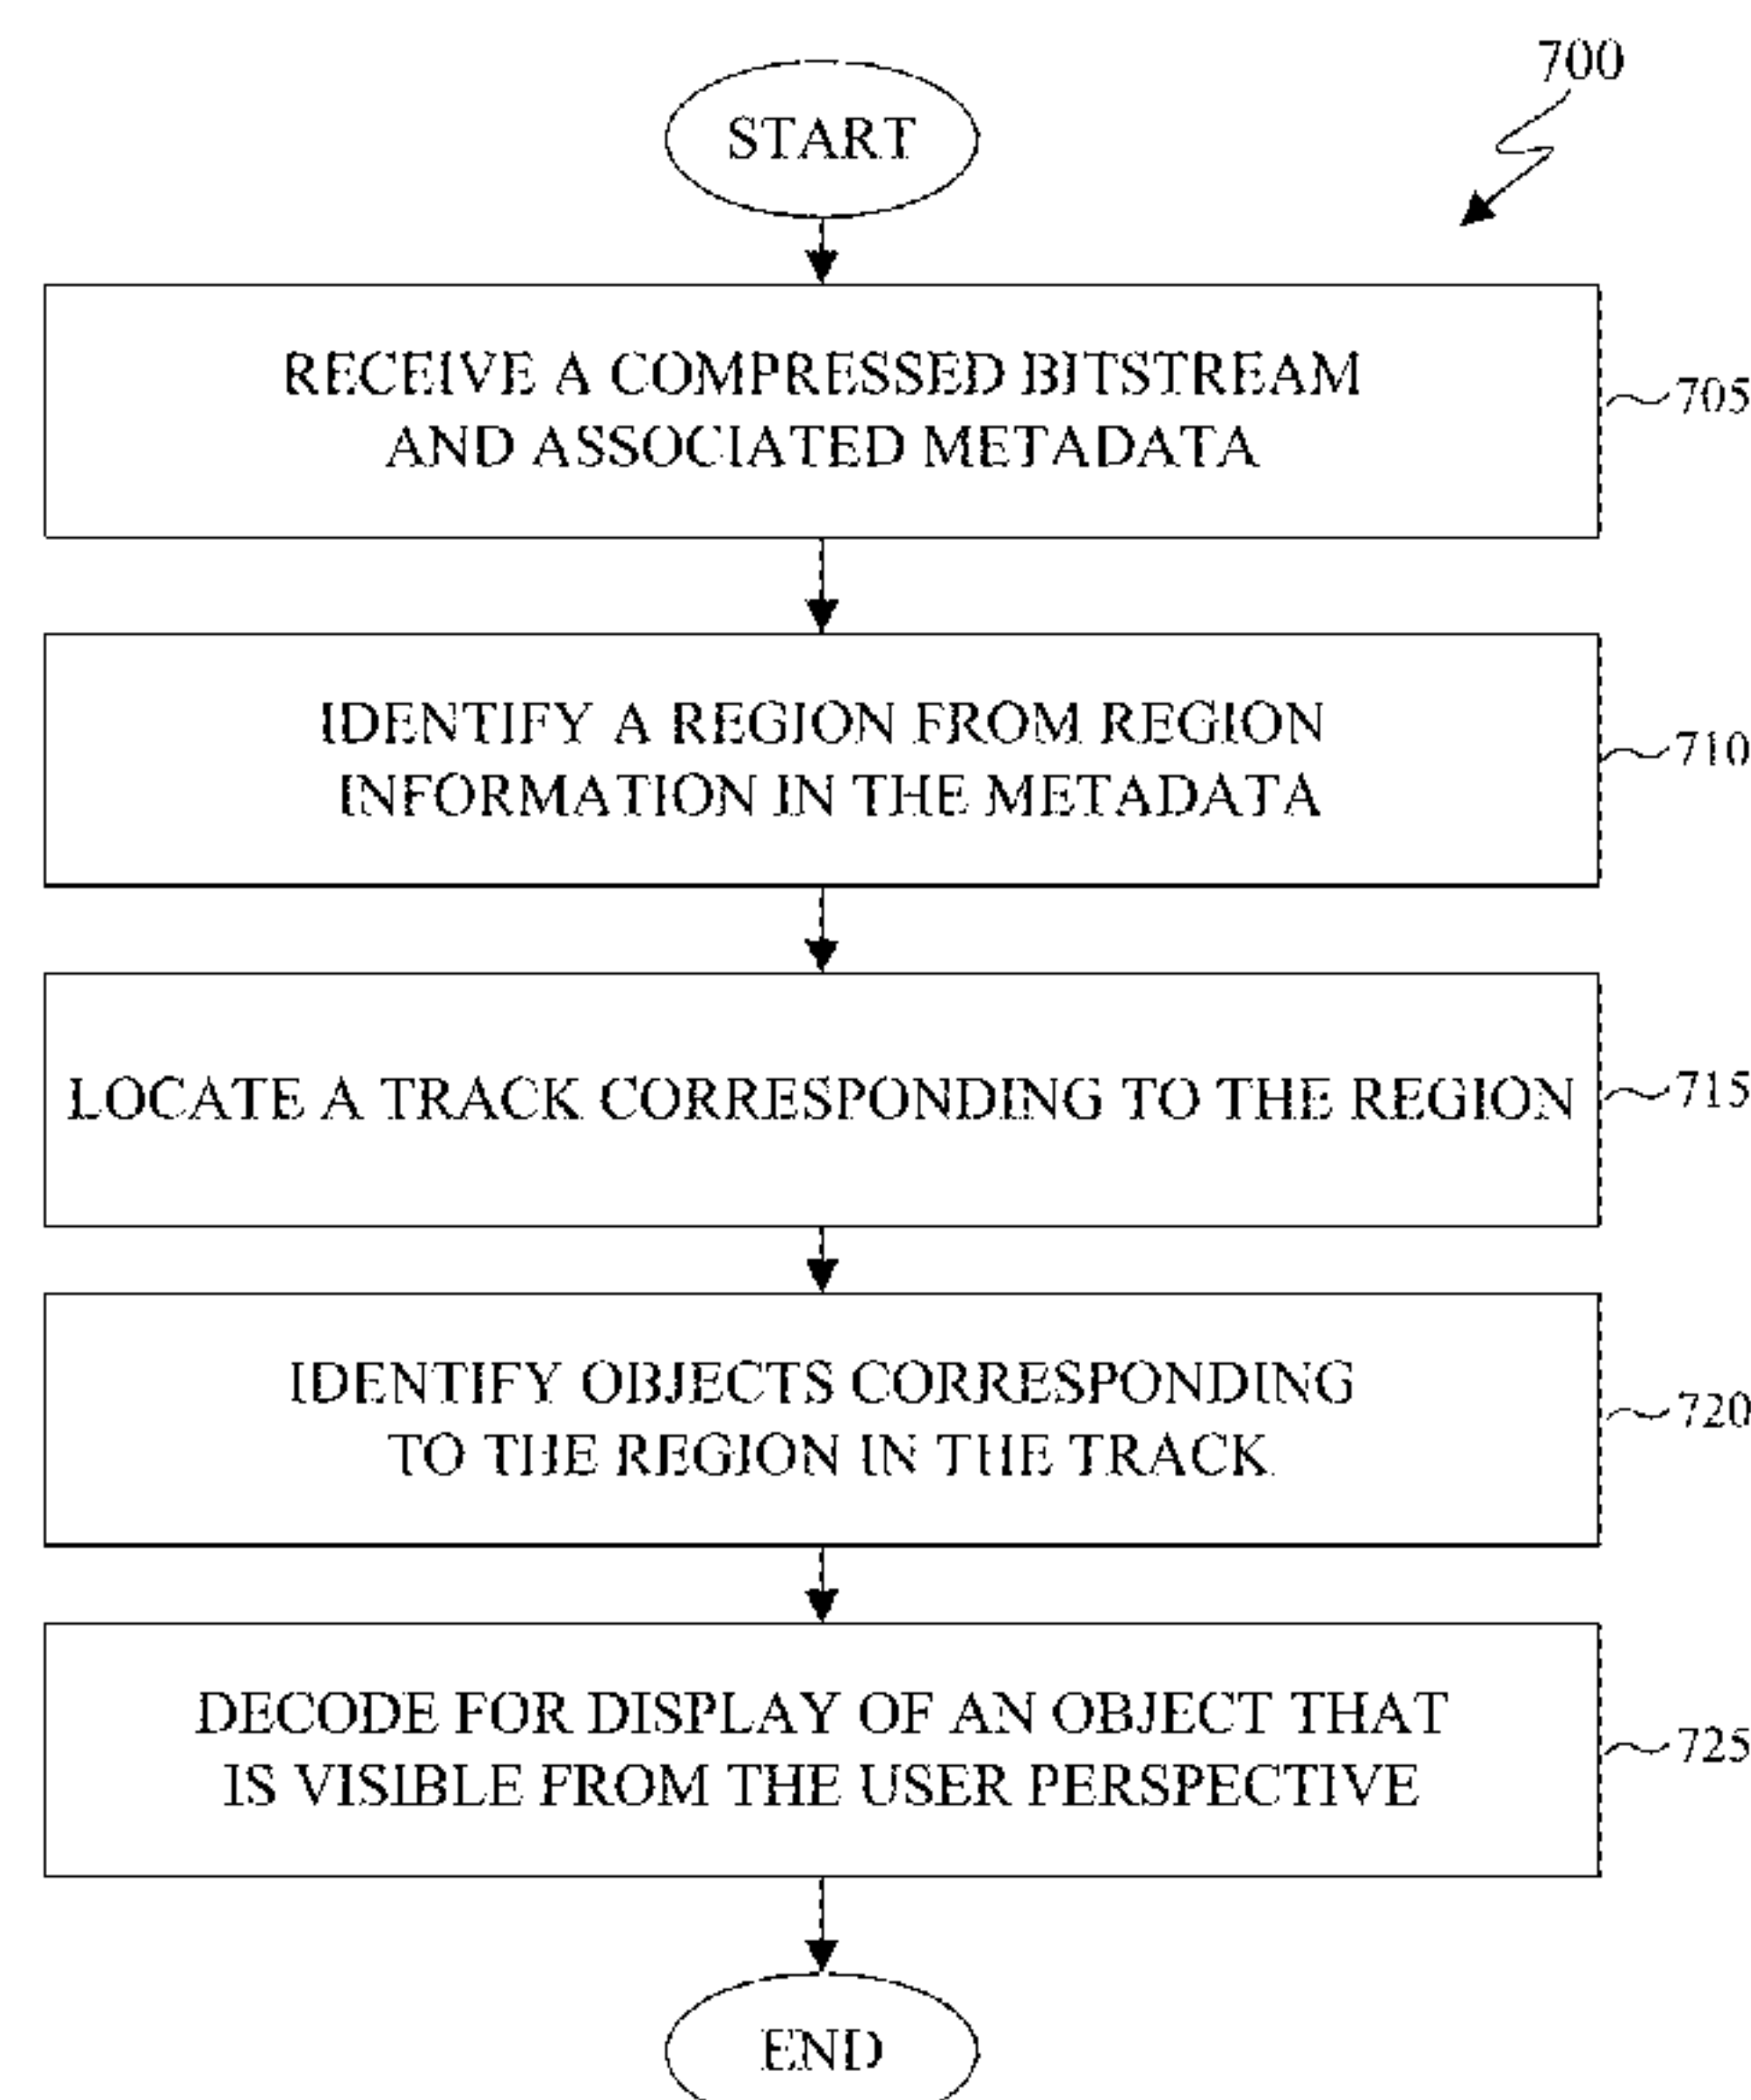 700
START
RECEIVE A COMPRESSED BITSTREAM
AND ASSOCIATED METADATA
705
IDENTIFY A REGION FROM REGION
INFORMATION IN THE METADATA
710
LOCATE A TRACK CORRESPONDING TO THE REGION
715
IDENTIFY OBJECTS CORRESPONDING
TO THE REGION IN THE TRACK
720
DECODE FOR DISPLAY OF AN OBJECT THAT
IS VISIBLE FROM THE USER PERSPECTIVE
725
END